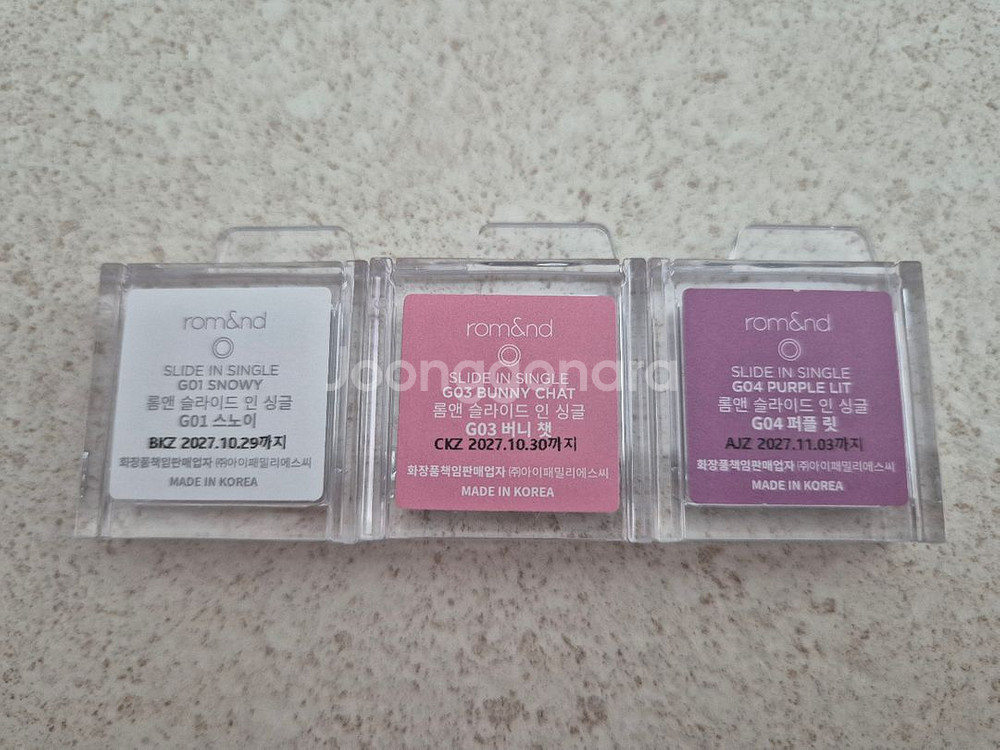 rom&nd
SLIDE IN SINGLE
G01 SNOWY
롬앤 슬라이드 인 싱글
G01 스노이
BKZ 2027.10.29까지
화장품책임판매업자 ㈜아이패밀리에스씨
MADE IN KOREA
rom&nd
SLIDE IN SINGLE
G03 BUNNY CHAT
롬앤 슬라이드 인 싱글
G03 버니 챗
CKZ 2027.10.30까지
화장품책임판매업자 ㈜아이패밀리에스씨
MADE IN KOREA
rom&nd
SLIDE IN SINGLE
G04 PURPLE LIT
롬앤 슬라이드 인 싱글
G04 퍼플 릿
AJZ 2027.11.03까지
화장품책임판매업자 ㈜아이패밀리에스씨
MADE IN KOREA
Joonggonara